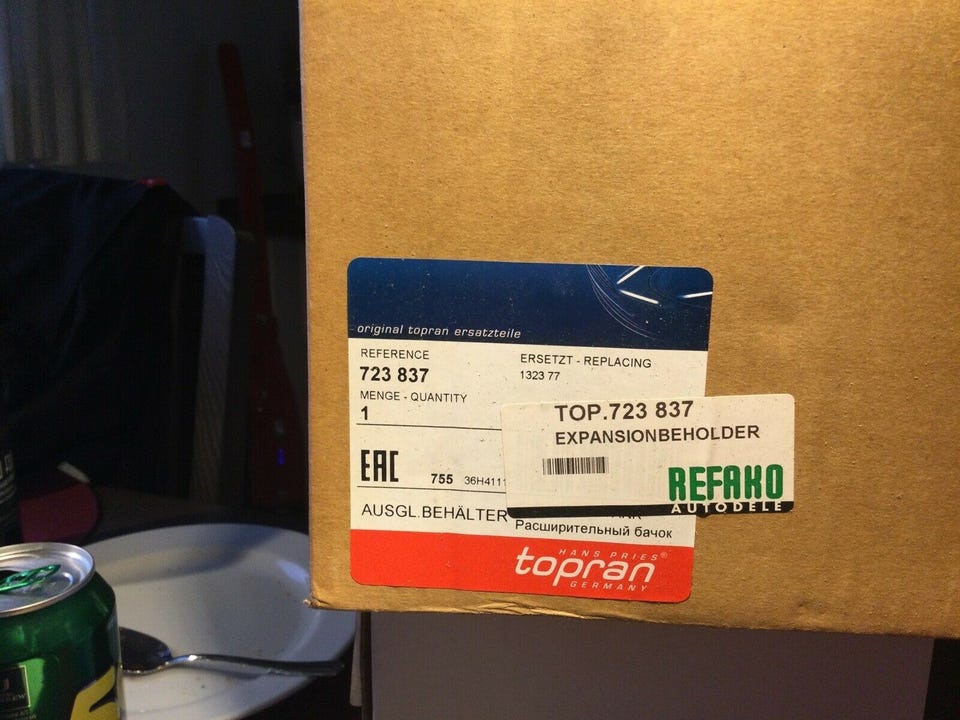 original topran ersatzteile
REFERENCE
723 837
ERSETZT - REPLACING
1323 77
MENGE - QUANTITY
1
EAC
755 36H4111
AUSGL.BEHÄLTER
Расширительный бачок
HANS PRIES®
topran
GERMANY
TOP.723 837
EXPANSIONBEHOLDER
REFAKO
AUTODELE